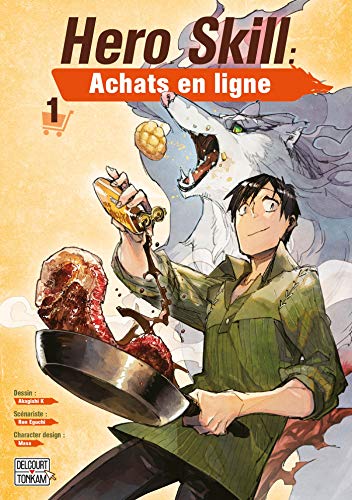 Hero Skill:
Achats en ligne
1
Dessin :
Akagishi K
Scénariste :
Ren Eguchi
Character design :
Masa
DELCOURT
TONKAM